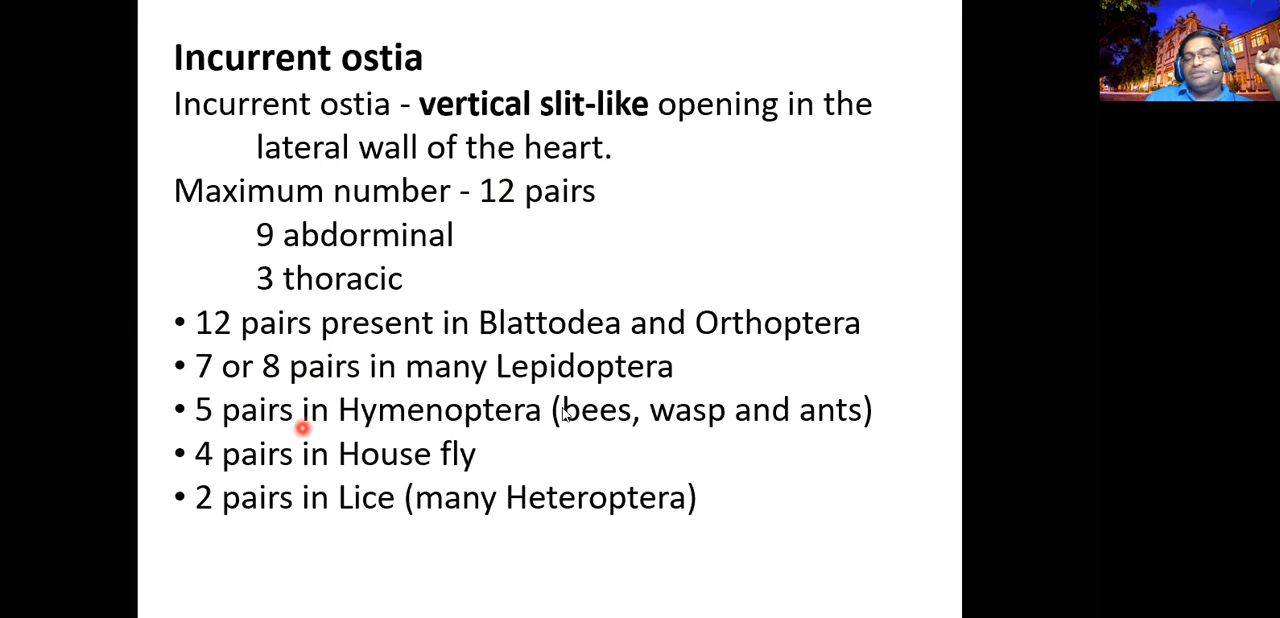 Incurrent ostia
Incurrent ostia - vertical slit-like opening in the
lateral wall of the heart.
Maximum number - 12 pairs
9 abdorminal
3 thoracic
• 12 pairs present in Blattodea and Orthoptera
• 7 or 8 pairs in many Lepidoptera
• 5 pairs in Hymenoptera (bees, wasp and ants)
• 4 pairs in House fly
• 2 pairs in Lice (many Heteroptera)